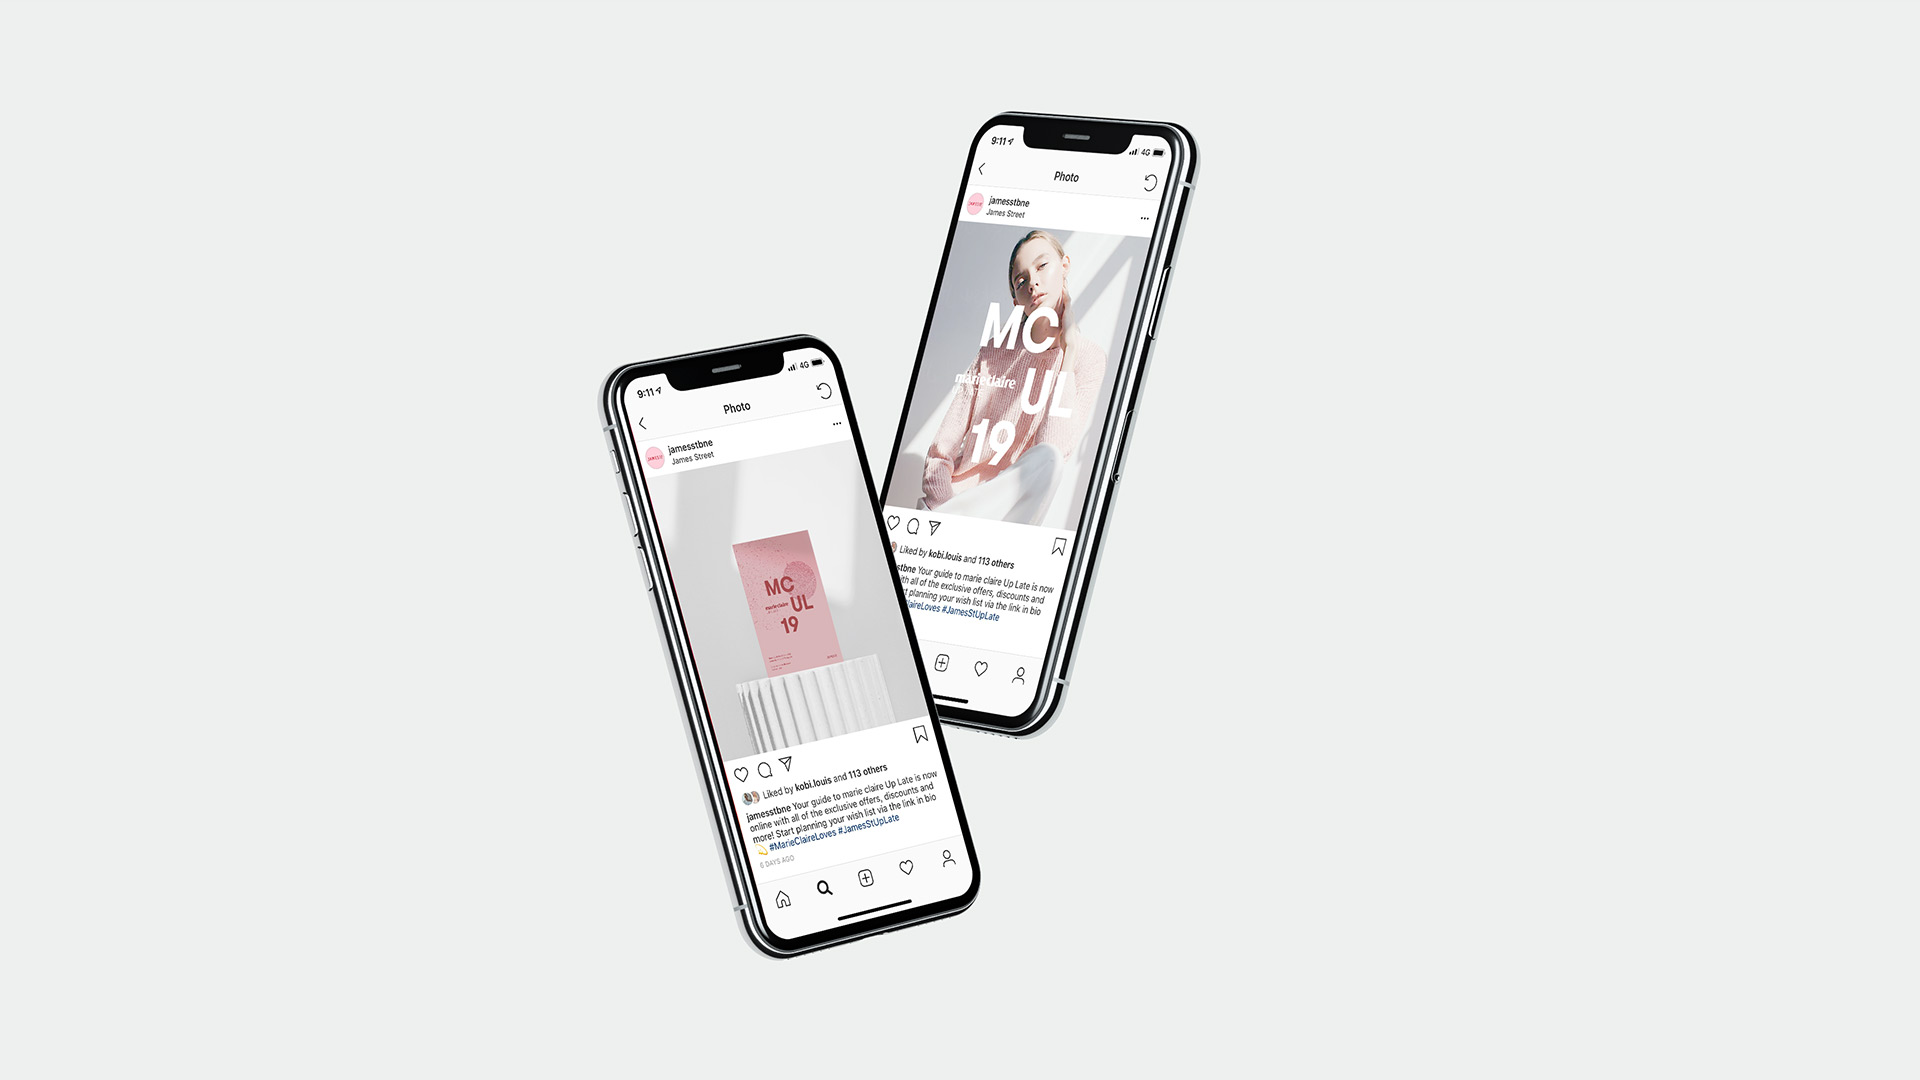 9:11
4G
Photo
jamesstbne
James Street
MC
marie claire
UL
19
Liked by kobi.louis and 113 others
jamesstbne Your guide to marie claire Up Late is now
online with all of the exclusive offers, discounts and
more! Start planning your wish list via the link in bio
💫 #MarieClaireLoves #JamesStUpLate
6 DAYS AGO
9:11
4G
Photo
jamesstbne
James Street
MC
marie claire
UL
19
Liked by kobi.louis and 113 others
stbne Your guide to marie claire Up Late is now
ith all of the exclusive offers, discounts and
rt planning your wish list via the link in bio
laireLoves #JamesStUpLate